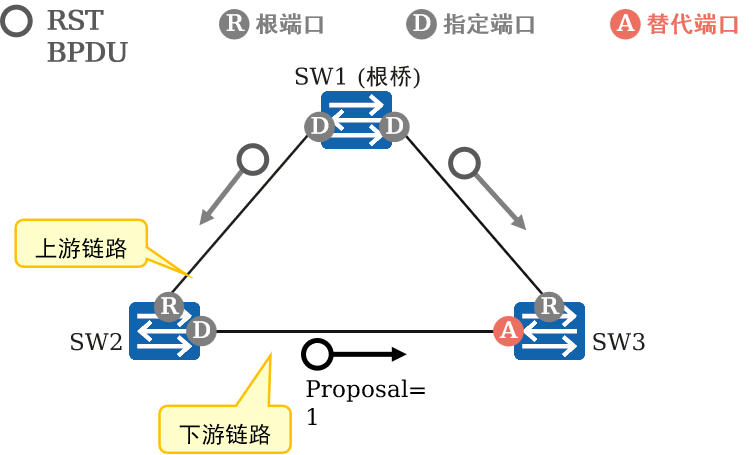 RST
BPDU
R 根端口
D 指定端口
A 替代端口
SW1 (根桥)
D
D
上游链路
R
D
SW2
A
R
SW3
Proposal=
1
下游链路